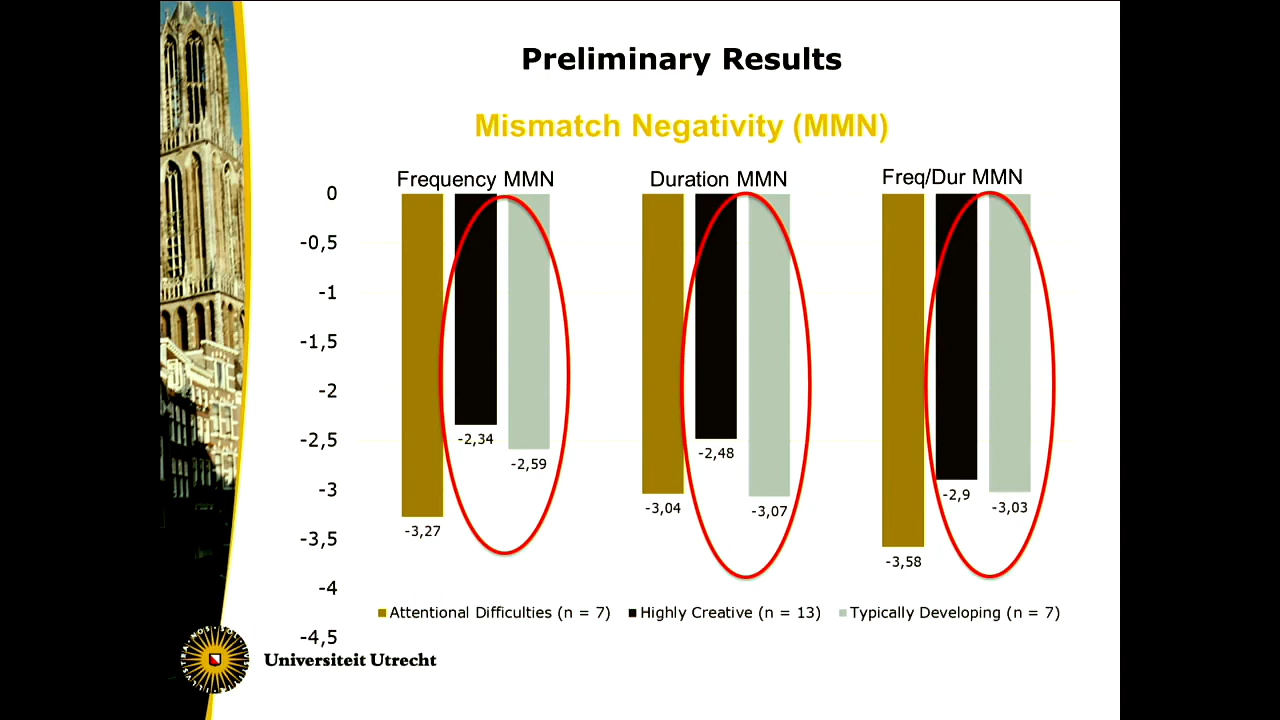 Preliminary Results
Mismatch Negativity (MMN)
Frequency MMN
Duration MMN
Freq/Dur MMN
0
-0,5
-1
-1,5
-2
-2,5
-3
-3,5
-4
-4,5
-3,27
-2,34
-2,59
-3,04
-2,48
-3,07
-3,58
-2,9
-3,03
Attentional Difficulties (n = 7)
Highly Creative (n = 13)
Typically Developing (n = 7)
Universiteit Utrecht